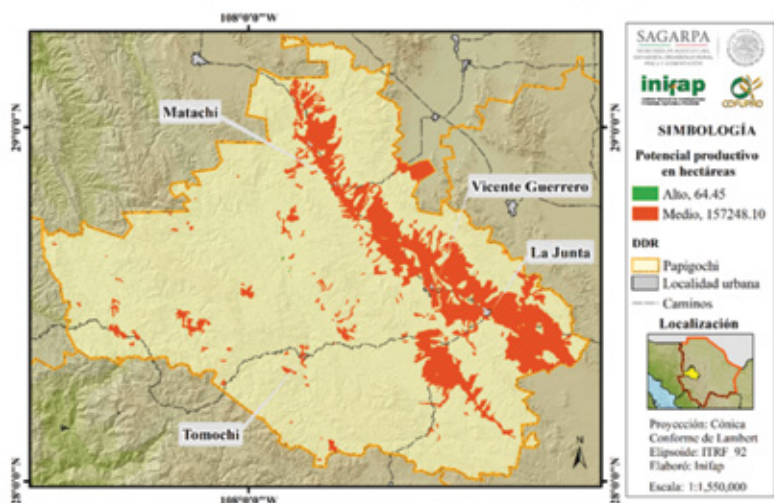 108°0'0"W
29°0'0"N
29°0'0"N
Matachi
Vicente Guerrero
La Junta
Tomochi
N
28°0'0"N
28°0'0"N
108°0'0"W
SAGARPA
inifap
COFUPRO
SIMBOLOGÍA
Potencial productivo
en hectáreas
Alto, 64.45
Medio, 157248.10
DDR
Papigochi
Localidad urbana
Caminos
Localización
Proyección: Cónica
Conforme de Lambert
Elipsoide: ITRF 92
Elaboró: Inifap
Escala: 1:1,550,000